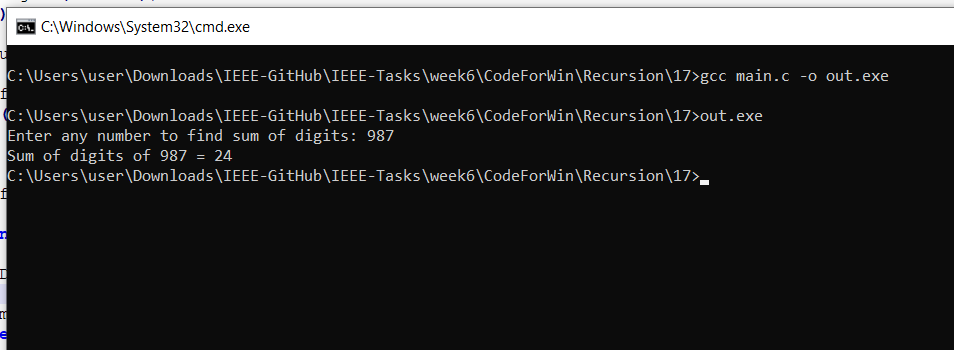 C:\Windows\System32\cmd.exe
C:\Users\user\Downloads\IEEE-GitHub\IEEE-Tasks\week6\CodeForWin\Recursion\17>gcc main.c -o out.exe
C:\Users\user\Downloads\IEEE-GitHub\IEEE-Tasks\week6\CodeForWin\Recursion\17>out.exe
Enter any number to find sum of digits: 987
Sum of digits of 987 = 24
C:\Users\user\Downloads\IEEE-GitHub\IEEE-Tasks\week6\CodeForWin\Recursion\17>